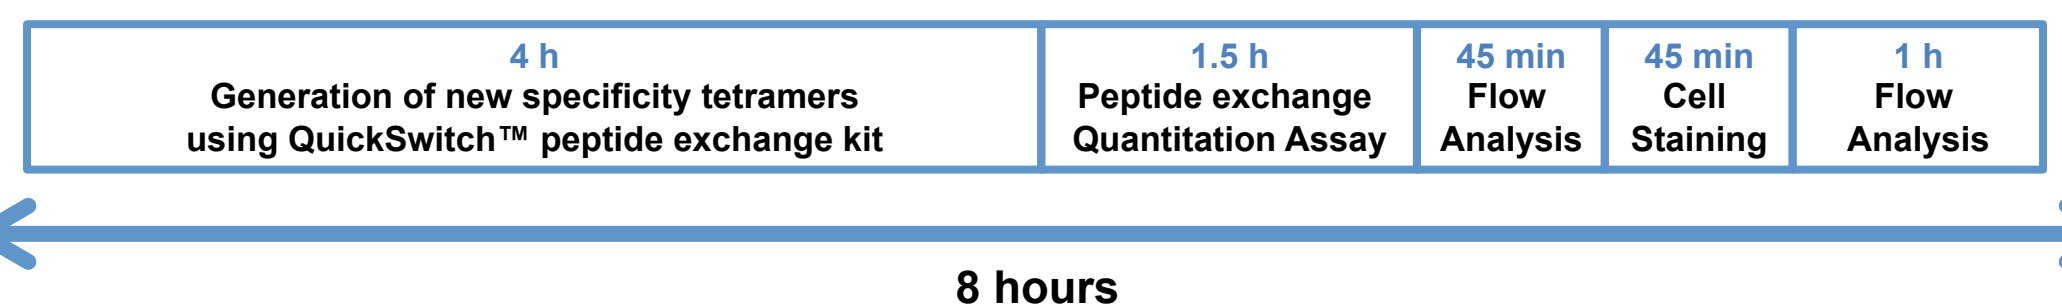 4 h
Generation of new specificity tetramers
using QuickSwitch™ peptide exchange kit
1.5 h
Peptide exchange
Quantitation Assay
45 min
Flow
Analysis
45 min
Cell
Staining
1 h
Flow
Analysis
8 hours